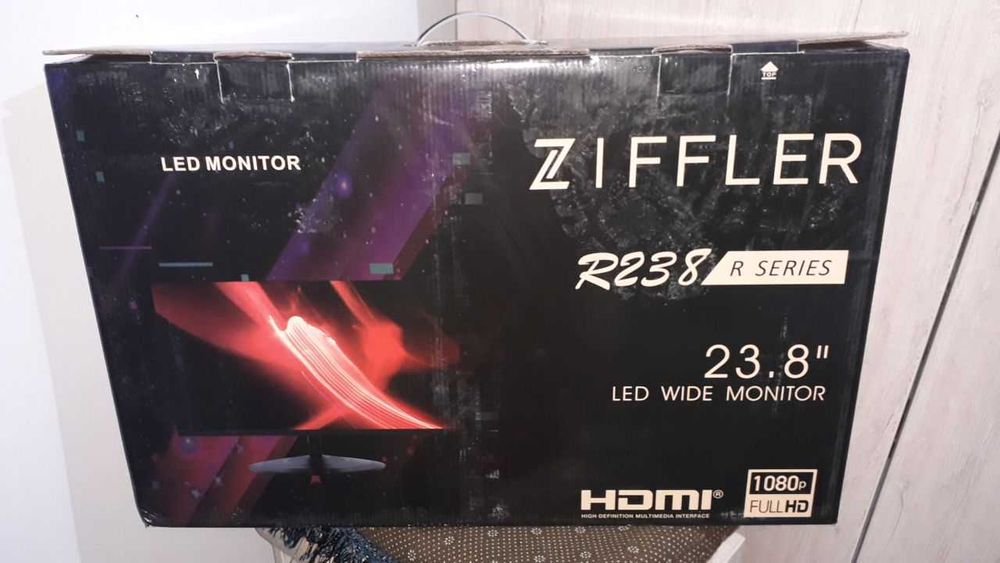 TOP
LED MONITOR
ZIFFLER
R238 R SERIES
23.8"
LED WIDE MONITOR
HDMI®
HIGH-DEFINITION MULTIMEDIA INTERFACE
1080p
FULL HD